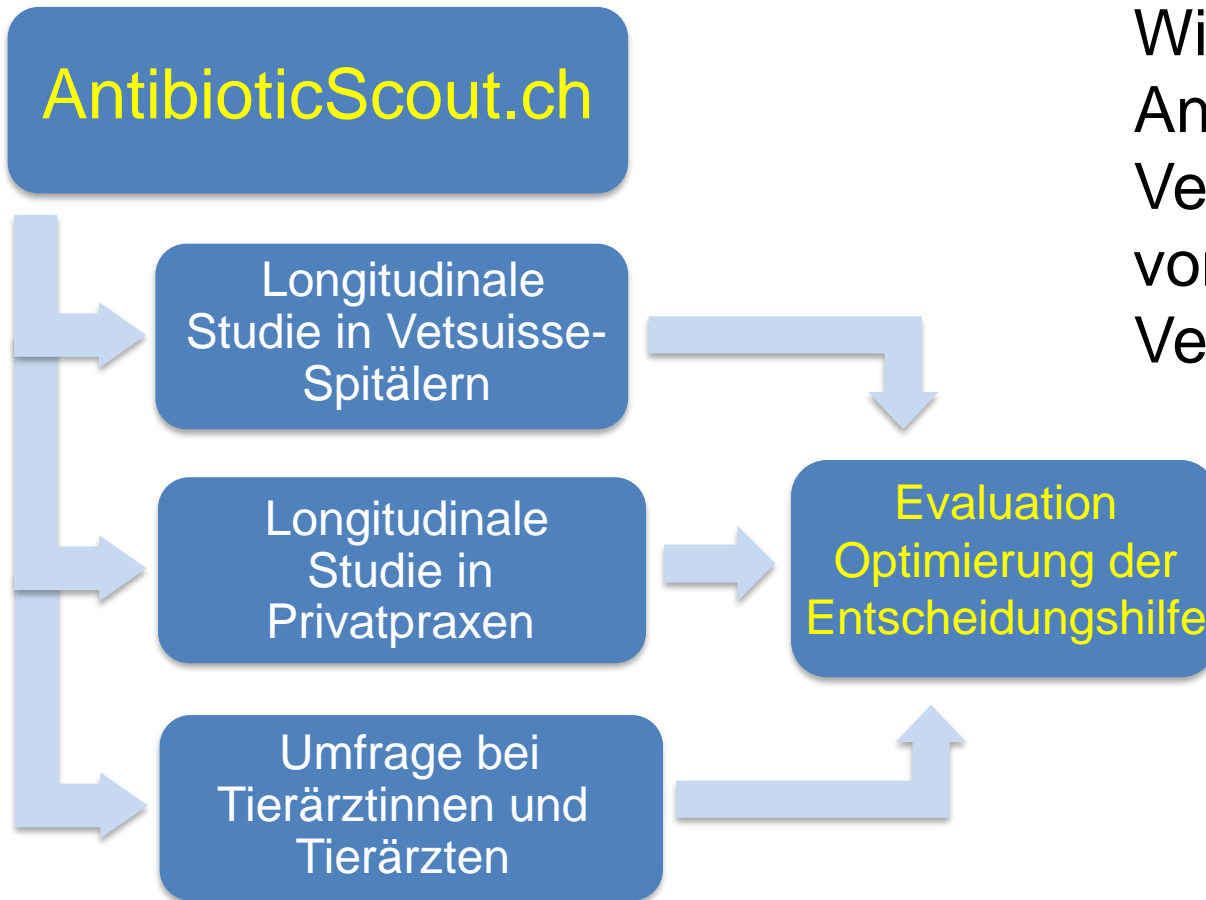 AntibioticScout.ch
Longitudinale
Studie in Vetsuisse-
Spitälern
Longitudinale
Studie in
Privatpraxen
Umfrage bei
Tierärztinnen und
Tierärzten
Evaluation
Optimierung der
Entscheidungshilfe